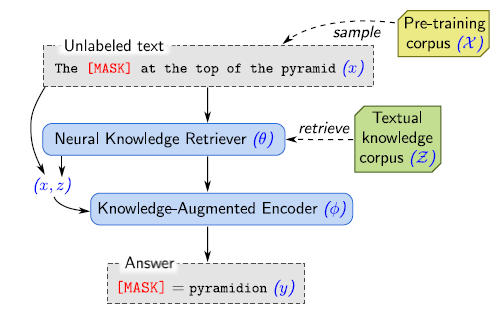 Unlabeled text
The [MASK] at the top of the pyramid (x)
sample
Pre-training
corpus (𝒳)
Neural Knowledge Retriever (θ)
retrieve
Textual
knowledge
corpus (𝒵)
(x, z)
Knowledge-Augmented Encoder (ϕ)
Answer
[MASK] = pyramidion (y)